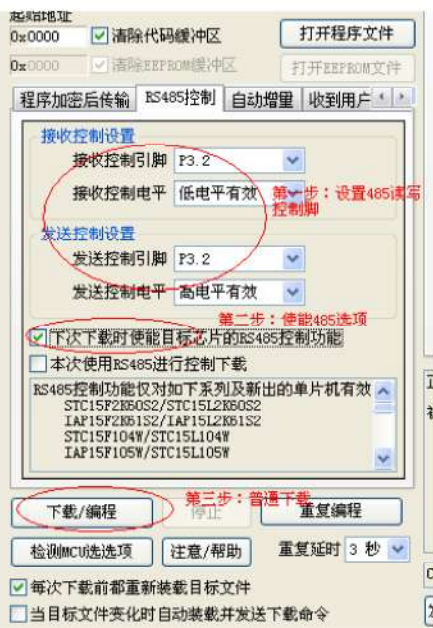 起始地址
0x0000
清除代码缓冲区
打开程序文件
0x0000
清除EEPROM缓冲区
打开EEPROM文件
程序加密后传输 RS485控制 自动增量 收到用户
接收控制设置
接收控制引脚 P3.2
接收控制电平 低电平有效
第一步：设置485读写
控制脚
发送控制设置
发送控制引脚 P3.2
发送控制电平 高电平有效
第二步：使能485选项
下次下载时使能目标芯片的RS485控制功能
本次使用RS485进行控制下载
RS485控制功能仅对如下系列及新出的单片机有效
STC15F2K60S2/STC15L2K60S2
IAP15F2K61S2/IAP15L2K61S2
STC15F104W/STC15L104W
IAP15F105W/STC15L105W
第三步：普通下载
下载/编程 停止 重复编程
检测MCU选选项 注意/帮助 重复延时 3 秒
每次下载前都重新装载目标文件
当目标文件变化时自动装载并发送下载命令